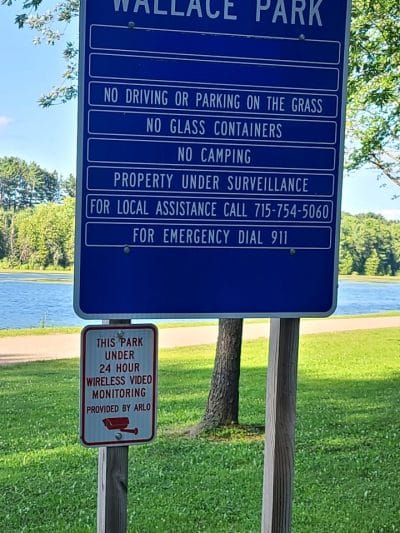 WALLACE PARK
NO DRIVING OR PARKING ON THE GRASS
NO GLASS CONTAINERS
NO CAMPING
PROPERTY UNDER SURVEILLANCE
FOR LOCAL ASSISTANCE CALL 715-754-5060
FOR EMERGENCY DIAL 911
THIS PARK
UNDER
24 HOUR
WIRELESS VIDEO
MONITORING
PROVIDED BY ARLO